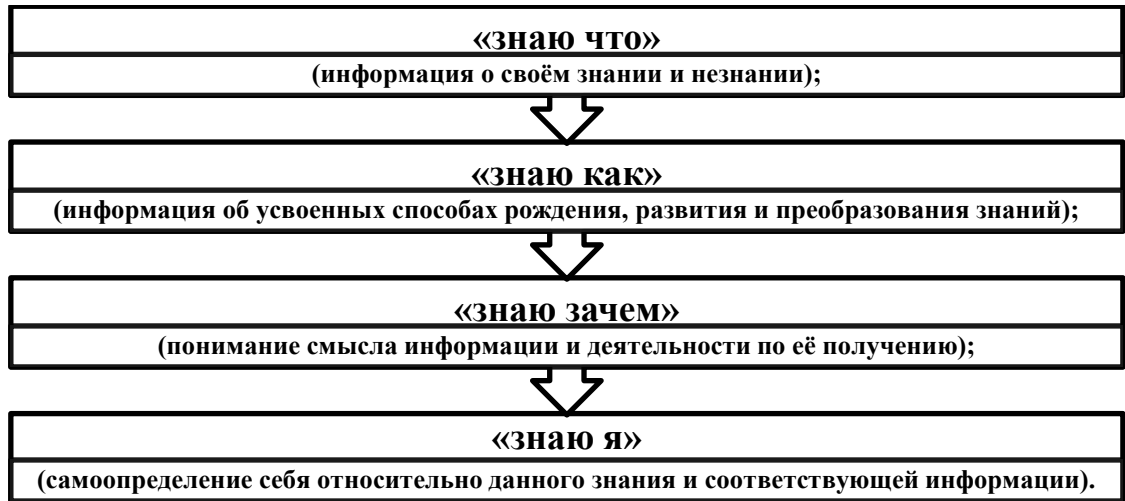 «знаю что»
(информация о своём знании и незнании);
«знаю как»
(информация об усвоенных способах рождения, развития и преобразования знаний);
«знаю зачем»
(понимание смысла информации и деятельности по её получению);
«знаю я»
(самоопределение себя относительно данного знания и соответствующей информации).